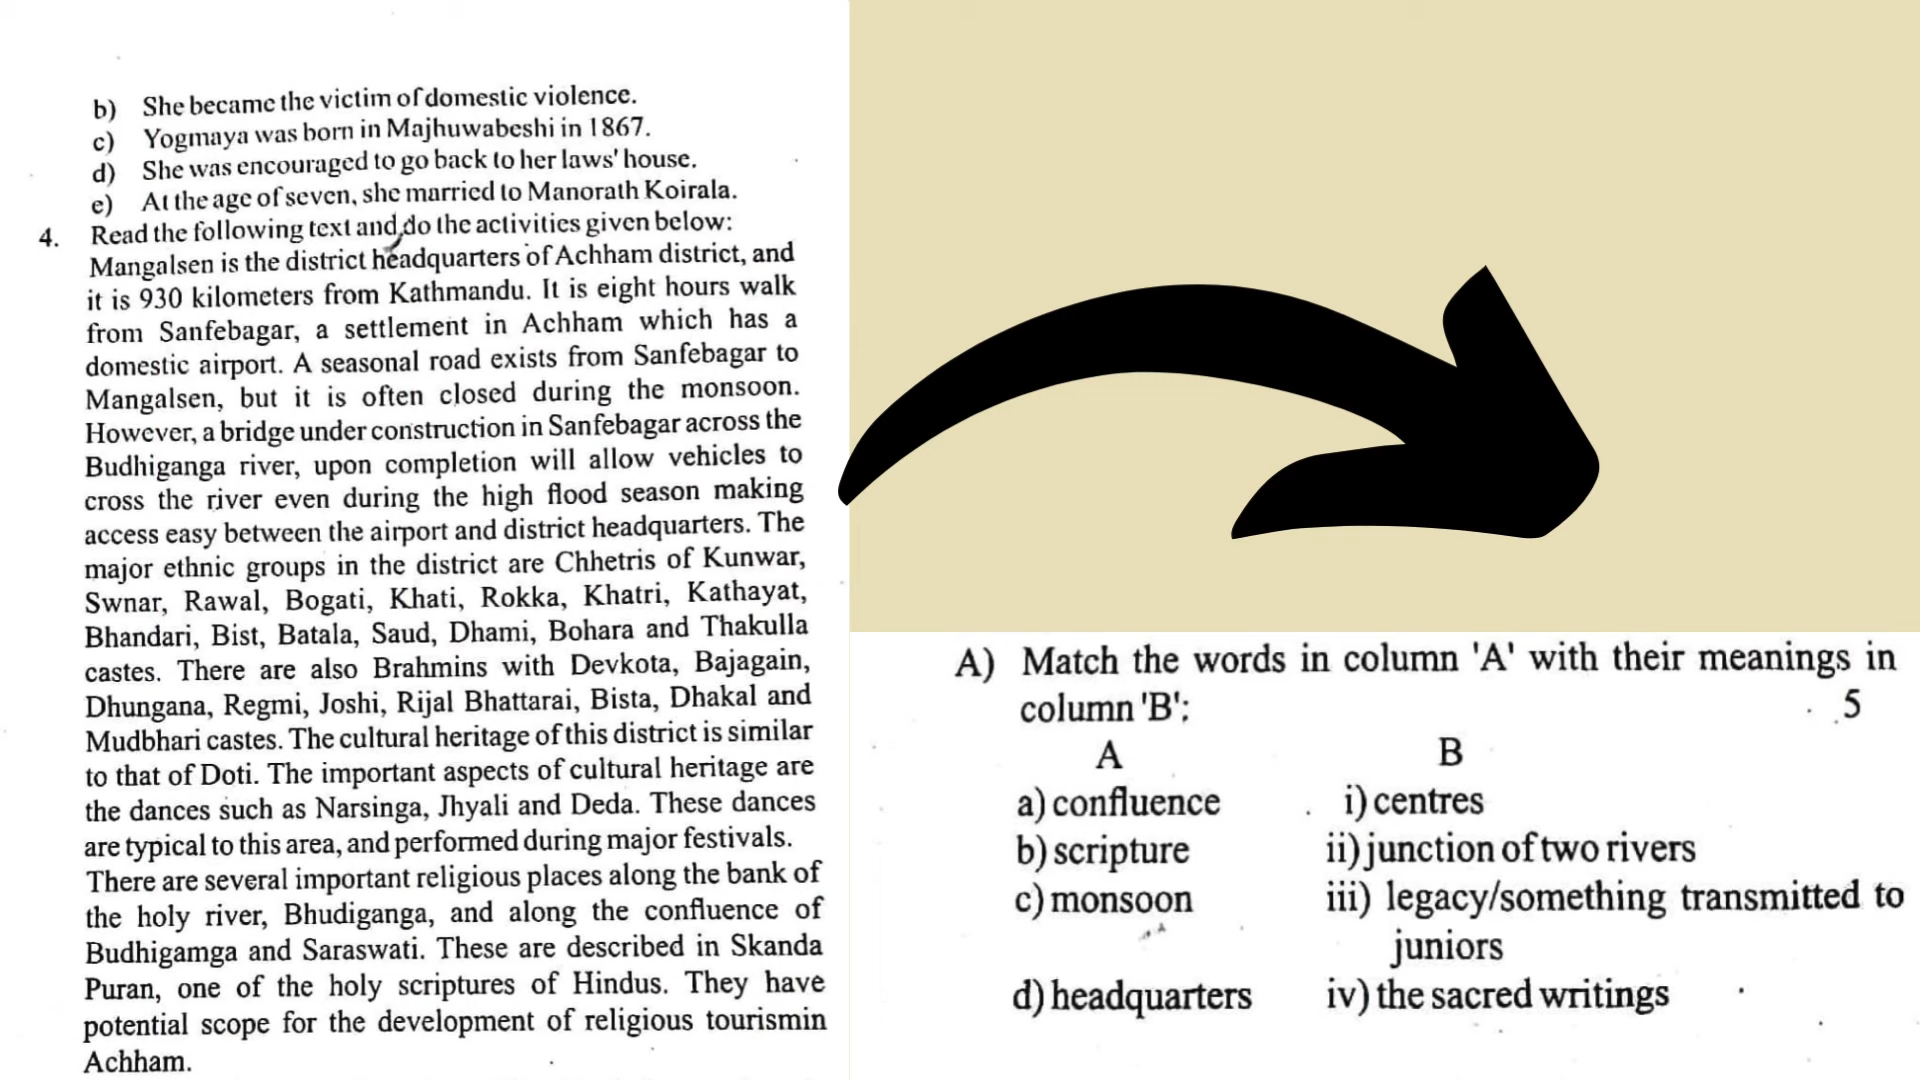 b) She became the victim of domestic violence.
c) Yogmaya was born in Majhuwabeshi in 1867.
d) She was encouraged to go back to her laws' house.
e) At the age of seven, she married to Manorath Koirala.
4. Read the following text and do the activities given below:
Mangalsen is the district headquarters of Achham district, and
it is 930 kilometers from Kathmandu. It is eight hours walk
from Sanfebagar, a settlement in Achham which has a
domestic airport. A seasonal road exists from Sanfebagar to
Mangalsen, but it is often closed during the monsoon.
However, a bridge under construction in Sanfebagar across the
Budhiganga river, upon completion will allow vehicles to
cross the river even during the high flood season making
access easy between the airport and district headquarters. The
major ethnic groups in the district are Chhetris of Kunwar,
Swnar, Rawal, Bogati, Khati, Rokka, Khatri, Kathayat,
Bhandari, Bist, Batala, Saud, Dhami, Bohara and Thakulla
castes. There are also Brahmins with Devkota, Bajagain,
Dhungana, Regmi, Joshi, Rijal Bhattarai, Bista, Dhakal and
Mudbhari castes. The cultural heritage of this district is similar
to that of Doti. The important aspects of cultural heritage are
the dances such as Narsinga, Jhyali and Deda. These dances
are typical to this area, and performed during major festivals.
There are several important religious places along the bank of
the holy river, Bhudiganga, and along the confluence of
Budhigamga and Saraswati. These are described in Skanda
Puran, one of the holy scriptures of Hindus. They have
potential scope for the development of religious tourismin
Achham.
A) Match the words in column 'A' with their meanings in
column 'B': 5
A B
a) confluence i) centres
b) scripture ii) junction of two rivers
c) monsoon iii) legacy/something transmitted to
juniors
d) headquarters iv) the sacred writings